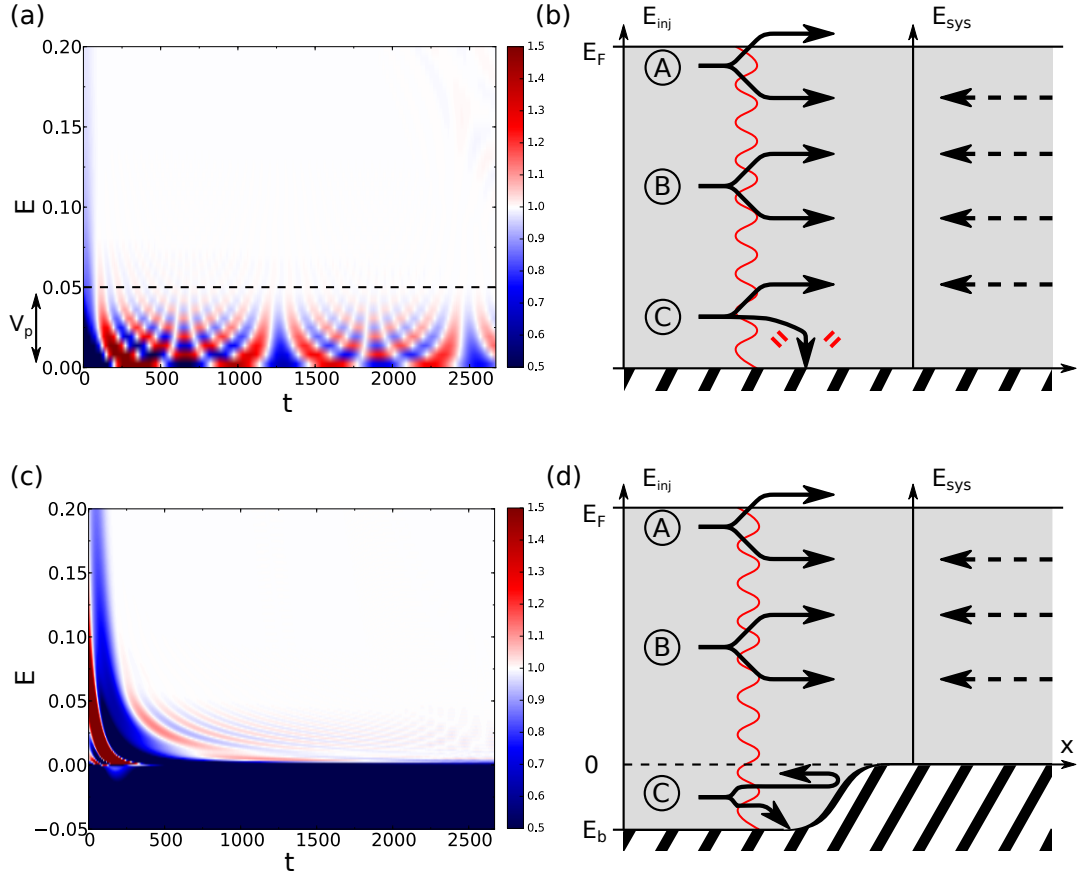 (a)
0.20
0.15
0.10
0.05
0.00
E
V_p
0
500
1000
1500
2000
2500
t
1.5
1.4
1.3
1.2
1.1
1.0
0.9
0.8
0.7
0.6
0.5
(b)
E_inj
E_sys
E_F
A
B
C
(c)
0.20
0.15
0.10
0.05
0.00
−0.05
E
0
500
1000
1500
2000
2500
t
1.5
1.4
1.3
1.2
1.1
1.0
0.9
0.8
0.7
0.6
0.5
(d)
E_inj
E_sys
E_F
A
B
x
0
C
E_b